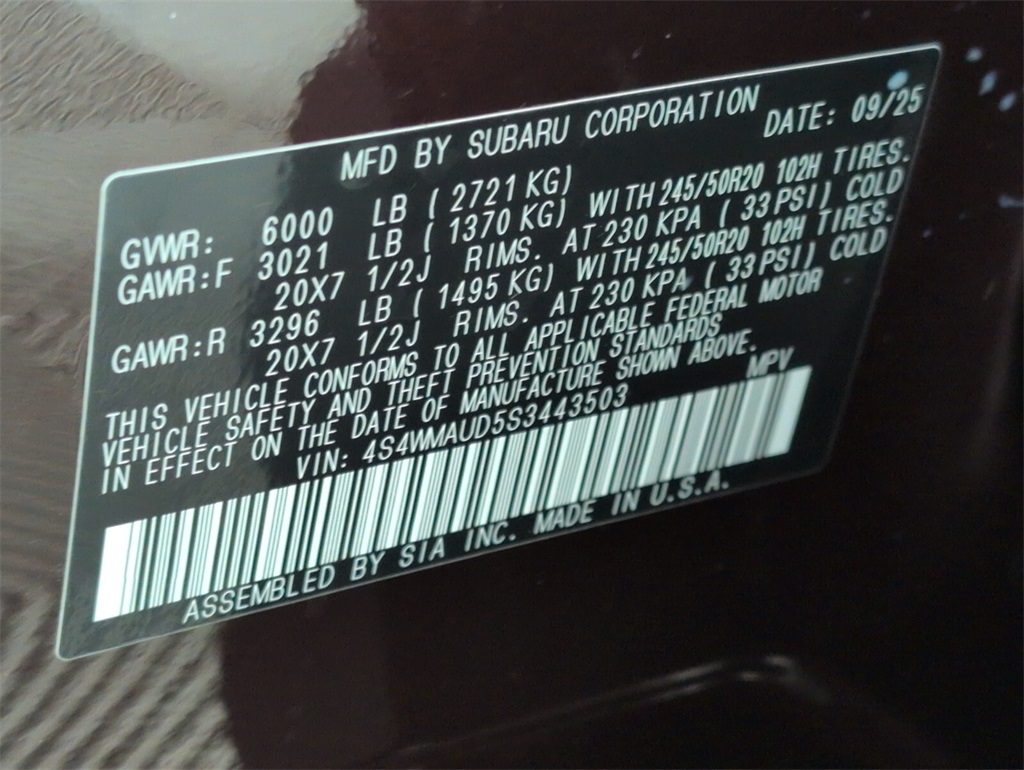 MFD BY SUBARU CORPORATION DATE: 09/25
GVWR: 6000 LB ( 2721 KG)
GAWR:F 3021 LB ( 1370 KG) WITH 245/50R20 102H TIRES.
20X7 1/2J RIMS. AT 230 KPA ( 33 PSI) COLD
GAWR:R 3296 LB ( 1495 KG) WITH 245/50R20 102H TIRES.
20X7 1/2J RIMS. AT 230 KPA ( 33 PSI) COLD
THIS VEHICLE CONFORMS TO ALL APPLICABLE FEDERAL MOTOR
VEHICLE SAFETY AND THEFT PREVENTION STANDARDS
IN EFFECT ON THE DATE OF MANUFACTURE SHOWN ABOVE.
VIN: 4S4WMAUD5S3443503 MPV
ASSEMBLED BY SIA INC. MADE IN U.S.A.